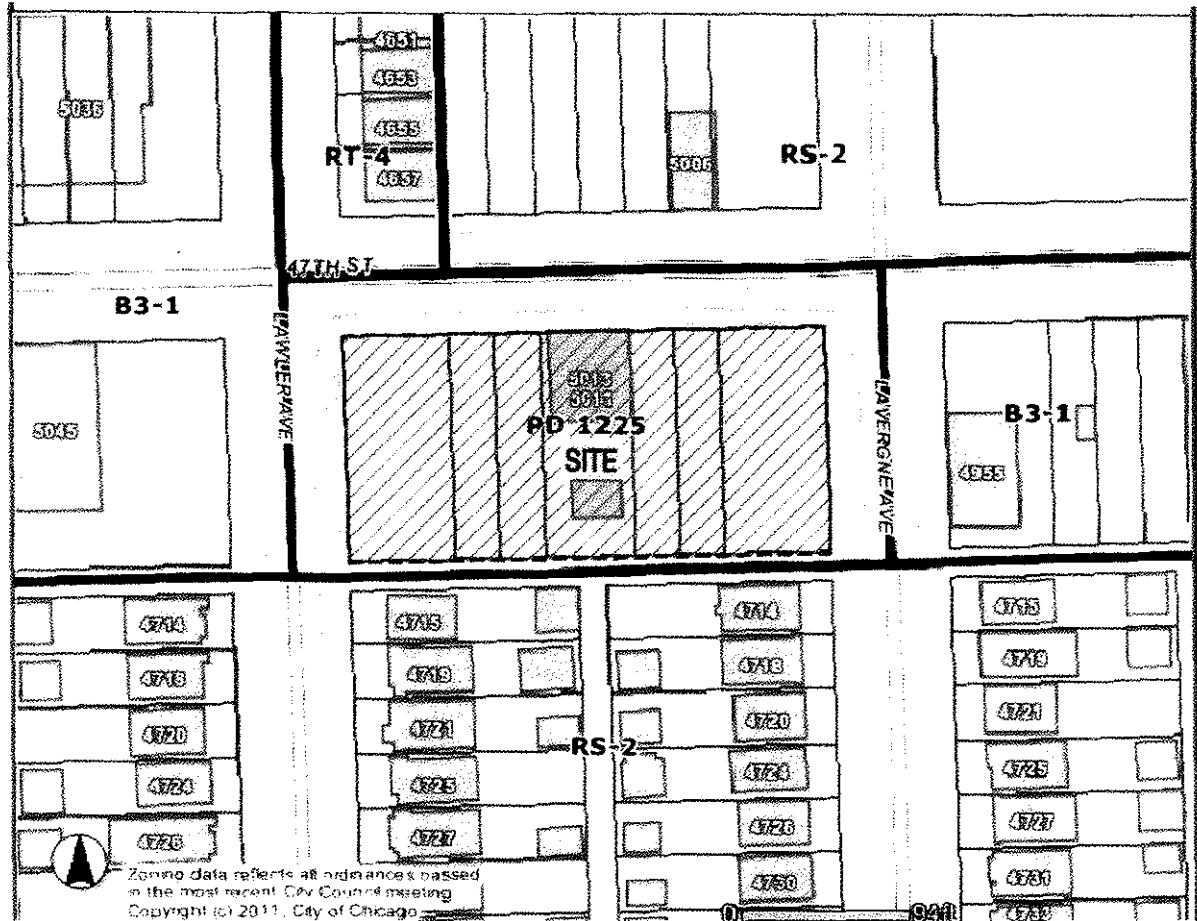 4651
4653
5036
4655
RT-4
5006
RS-2
4657
47TH ST
B3-1
LAWLER AVE
5013
5015
LAVERGNE AVE
B3-1
5045
PD 1225
SITE
4955
4714
4715
4714
4715
4718
4719
4718
4719
4720
4721
4720
4721
RS-2
4724
4725
4724
4725
4726
4727
4726
4727
4730
4731
Zoning data reflects all ordinances passed
in the most recent City Council meeting
Copyright (c) 2011, City of Chicago
0